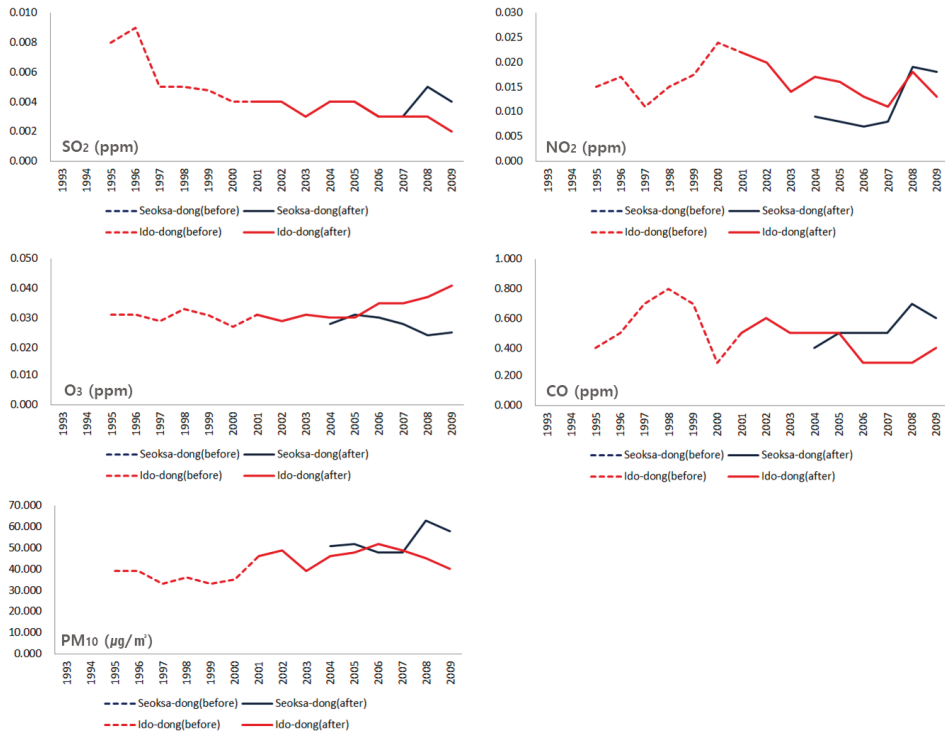 0.010
0.008
0.006
0.004
0.002
0.000
SO₂ (ppm)
1993 1994 1995 1996 1997 1998 1999 2000 2001 2002 2003 2004 2005 2006 2007 2008 2009
Seoksa-dong(before) Seoksa-dong(after)
Ido-dong(before) Ido-dong(after)
0.030
0.025
0.020
0.015
0.010
0.005
0.000
NO₂ (ppm)
1993 1994 1995 1996 1997 1998 1999 2000 2001 2002 2003 2004 2005 2006 2007 2008 2009
Seoksa-dong(before) Seoksa-dong(after)
Ido-dong(before) Ido-dong(after)
0.050
0.040
0.030
0.020
0.010
0.000
O₃ (ppm)
1993 1994 1995 1996 1997 1998 1999 2000 2001 2002 2003 2004 2005 2006 2007 2008 2009
Seoksa-dong(before) Seoksa-dong(after)
Ido-dong(before) Ido-dong(after)
1.000
0.800
0.600
0.400
0.200
0.000
CO (ppm)
1993 1994 1995 1996 1997 1998 1999 2000 2001 2002 2003 2004 2005 2006 2007 2008 2009
Seoksa-dong(before) Seoksa-dong(after)
Ido-dong(before) Ido-dong(after)
70.000
60.000
50.000
40.000
30.000
20.000
10.000
0.000
PM₁₀ (㎍/㎥)
1993 1994 1995 1996 1997 1998 1999 2000 2001 2002 2003 2004 2005 2006 2007 2008 2009
Seoksa-dong(before) Seoksa-dong(after)
Ido-dong(before) Ido-dong(after)